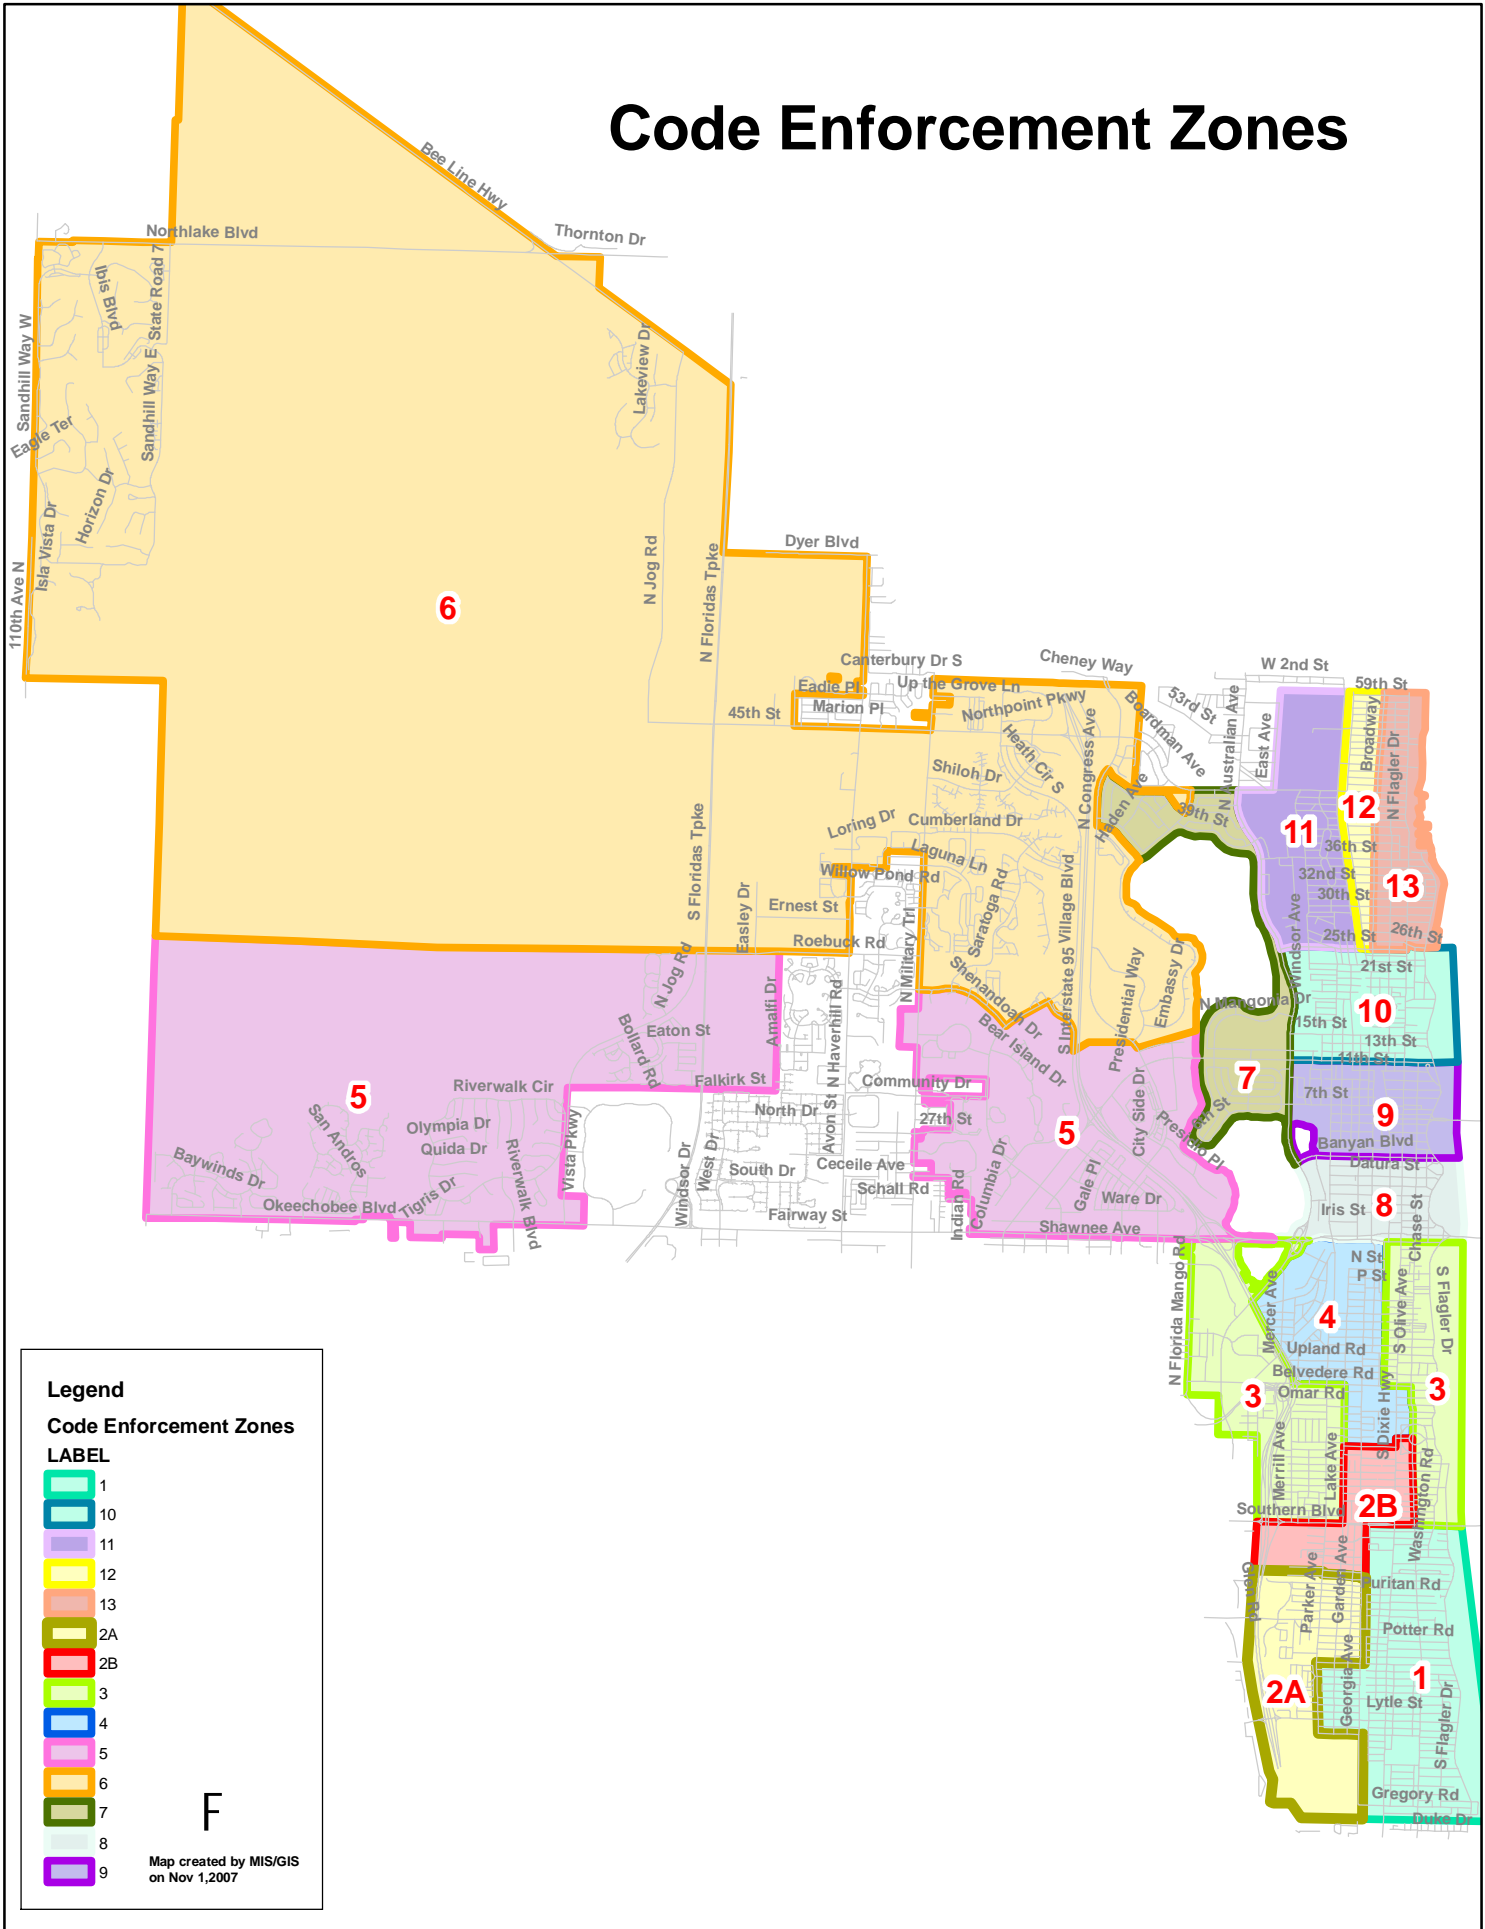 Code Enforcement Zones
Bee Line Hwy
Thornton Dr
Northlake Blvd
Ibis Blvd
State Road 7
Sandhill Way W
Sandhill Way E
Lakeview Dr
Eagle Ter
Horizon Dr
Isla Vista Dr
110th Ave N
N Jog Rd
N Floridas Tpke
Dyer Blvd
6
Canterbury Dr S
Cheney Way
W 2nd St
Eadie Pl
Up the Grove Ln
53rd St
59th St
Marion Pl
Northpoint Pkwy
Boardman Ave
45th St
N Congress Ave
N Australian Ave
East Ave
Broadway
N Flagler Dr
Heath Cir S
Shiloh Dr
Haden Ave
39th St
12
Loring Dr
Cumberland Dr
11
36th St
S Floridas Tpke
Laguna Ln
Willow Pond Rd
32nd St
30th St
13
Easley Dr
Ernest St
Saratoga Rd
S Interstate 95
Village Blvd
N Military Trl
Windsor Ave
25th St
26th St
Roebuck Rd
Embassy Dr
Presidential Way
21st St
N Jog Rd
Shenandoah Dr
N Mangonia Dr
10
Amalfi Dr
N Haverhill Rd
15th St
Eaton St
Bollard Rd
Bear Island Dr
13th St
11th St
Riverwalk Cir
Falkirk St
Community Dr
7
7th St
5
San Andros
Olympia Dr
North Dr
Avon St
27th St
5
City Side Dr
6th St
9
Quida Dr
Presidio Pl
Banyan Blvd
Baywinds Dr
Riverwalk Blvd
Vista Pkwy
West Dr
South Dr
Ceceile Ave
Datura St
Tigris Dr
Windsor Dr
Schall Rd
Columbia Dr
Gale Pl
Ware Dr
8
Okeechobee Blvd
Fairway St
Indian Rd
Shawnee Ave
Iris St
Chase St
N Florida Mango Rd
Mercer Ave
N St
P St
S Olive Ave
S Flagler Dr
4
Upland Rd
Belvedere Rd
3
Omar Rd
S Dixie Hwy
3
Merrill Ave
Lake Ave
Washington Rd
Southern Blvd
2B
Glen Rd
Parker Ave
Garden Ave
Puritan Rd
Potter Rd
2A
Georgia Ave
1
Lytle St
S Flagler Dr
Gregory Rd
Duke Dr
Legend
Code Enforcement Zones
LABEL
1
10
11
12
13
2A
2B
3
4
5
6
7
8
9
F
Map created by MIS/GIS
on Nov 1,2007